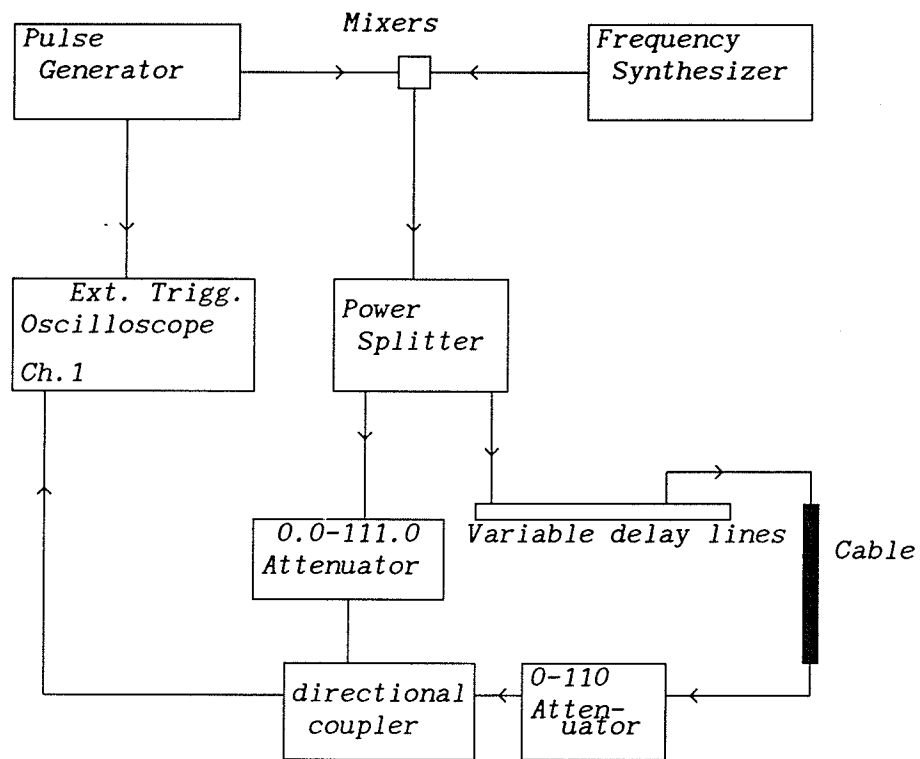 Mixers
Pulse
Generator
Frequency
Synthesizer
Ext. Trigg.
Oscilloscope
Ch.1
Power
Splitter
0.0-111.0
Attenuator
Variable delay lines
Cable
directional
coupler
0-110
Atten-
uator